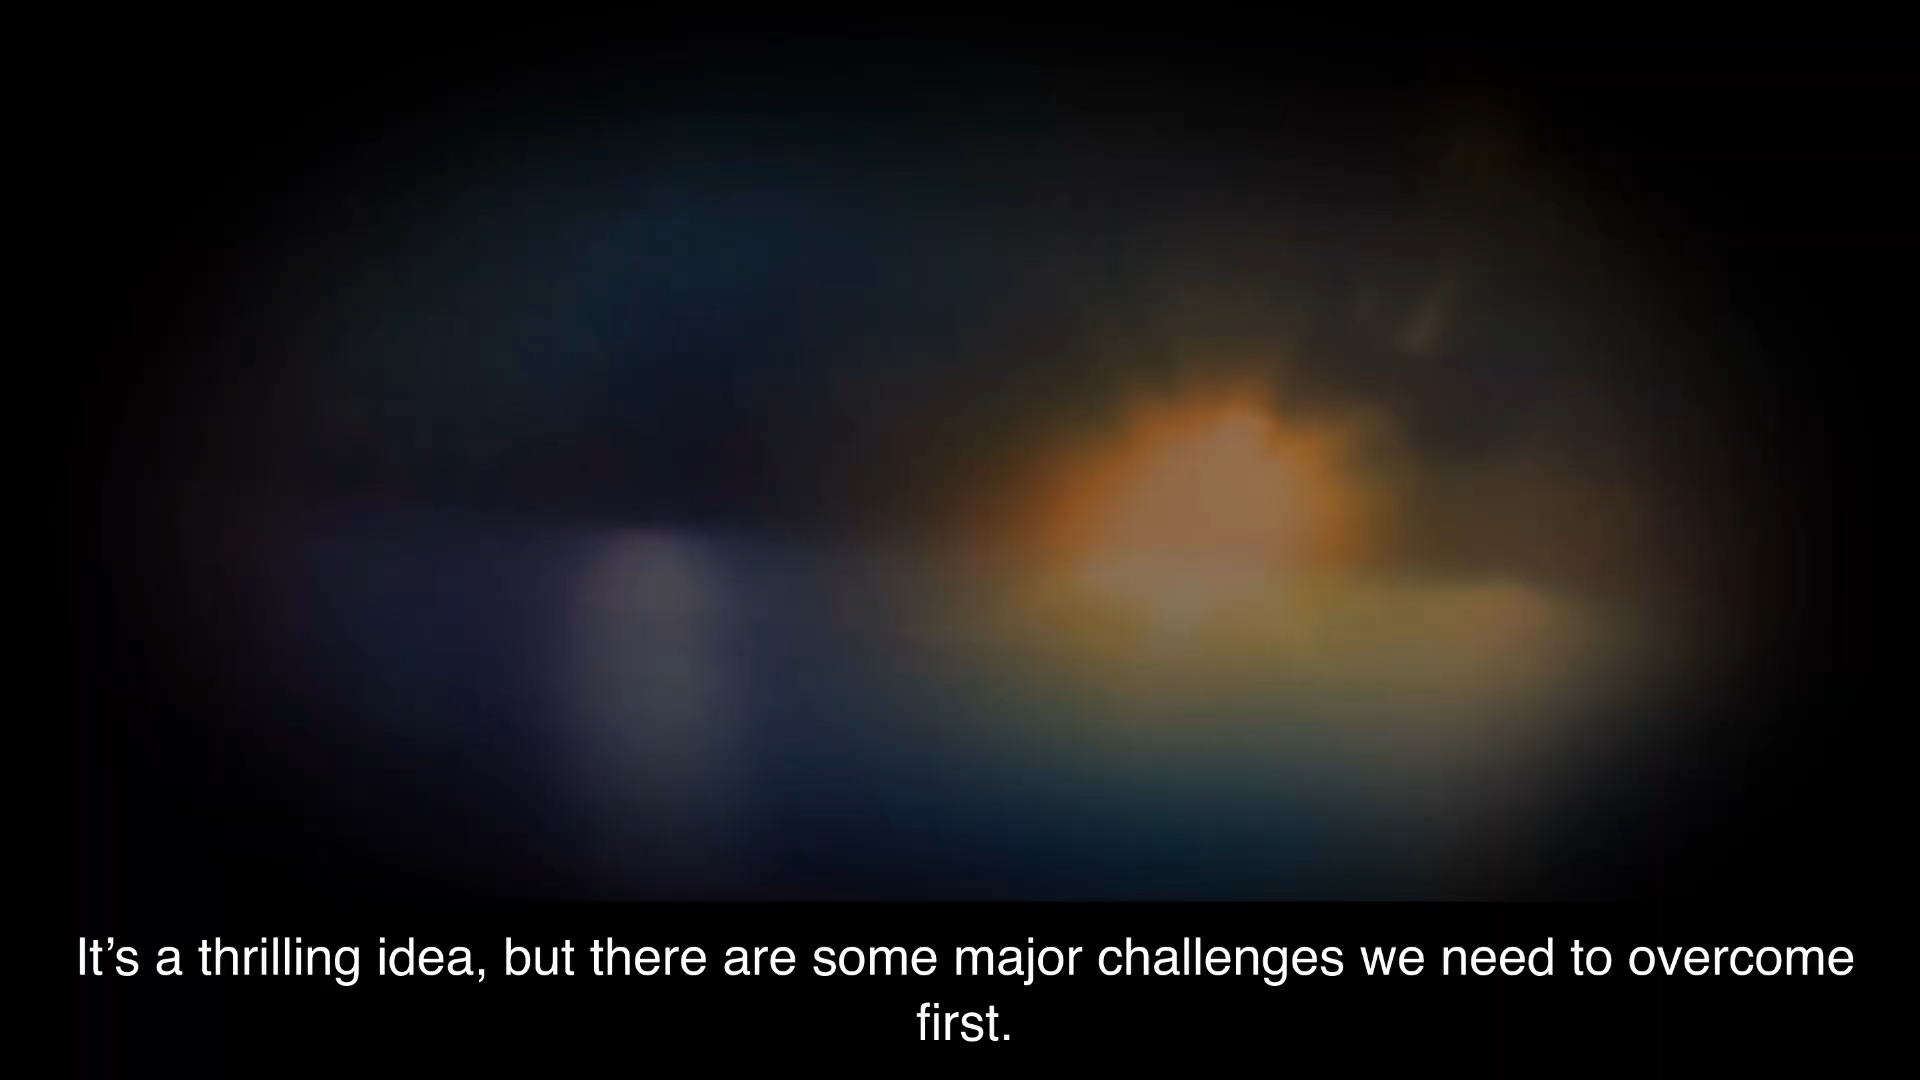 It’s a thrilling idea, but there are some major challenges we need to overcome
first.